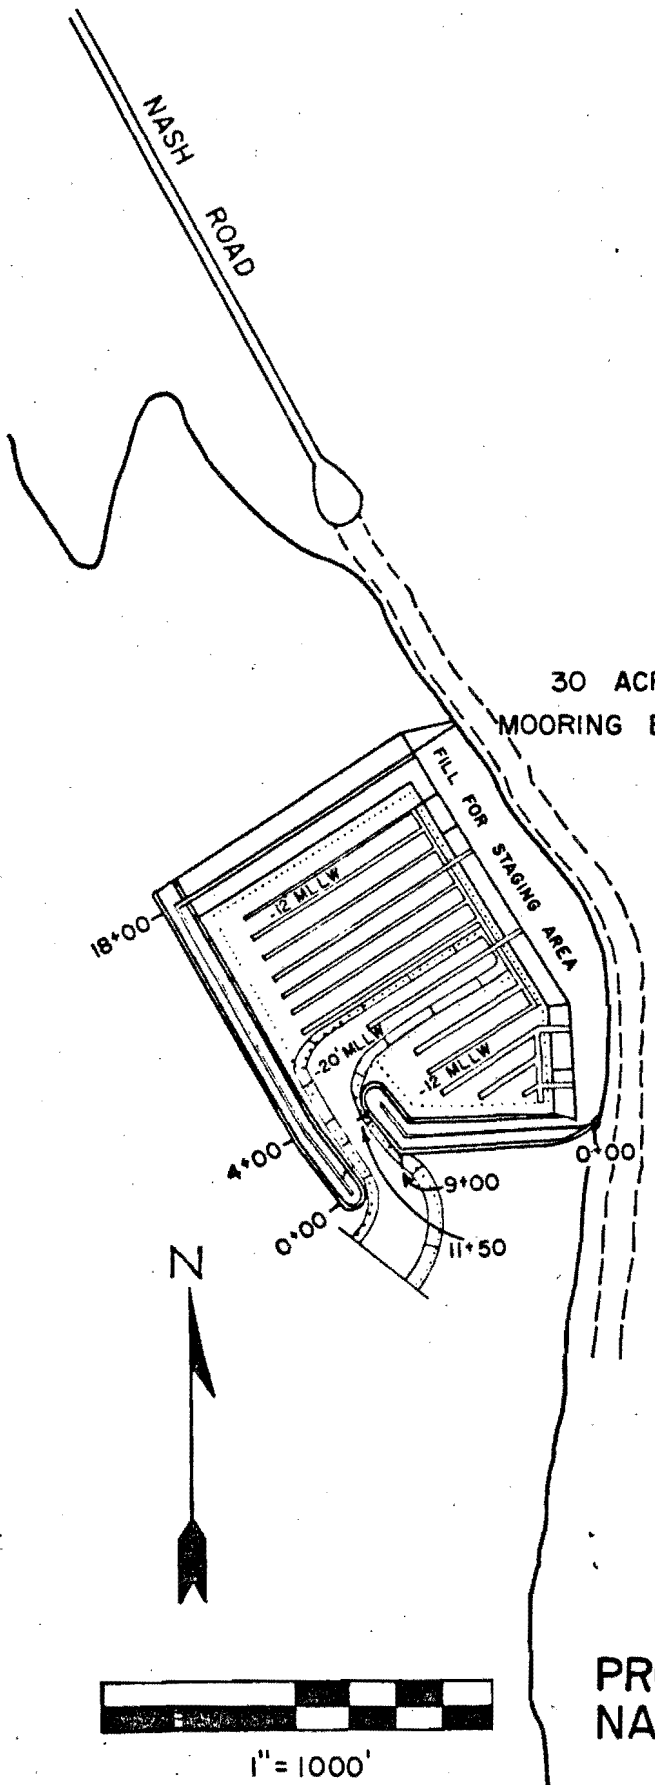 NASH ROAD
30 ACR
MOORING B
FILL FOR STAGING AREA
-12' MLLW
18+00
-20' MLLW
-12 MLLW
4+00
0+00
9+00
0+00
11+50
N
PR
NA
1"=1000'